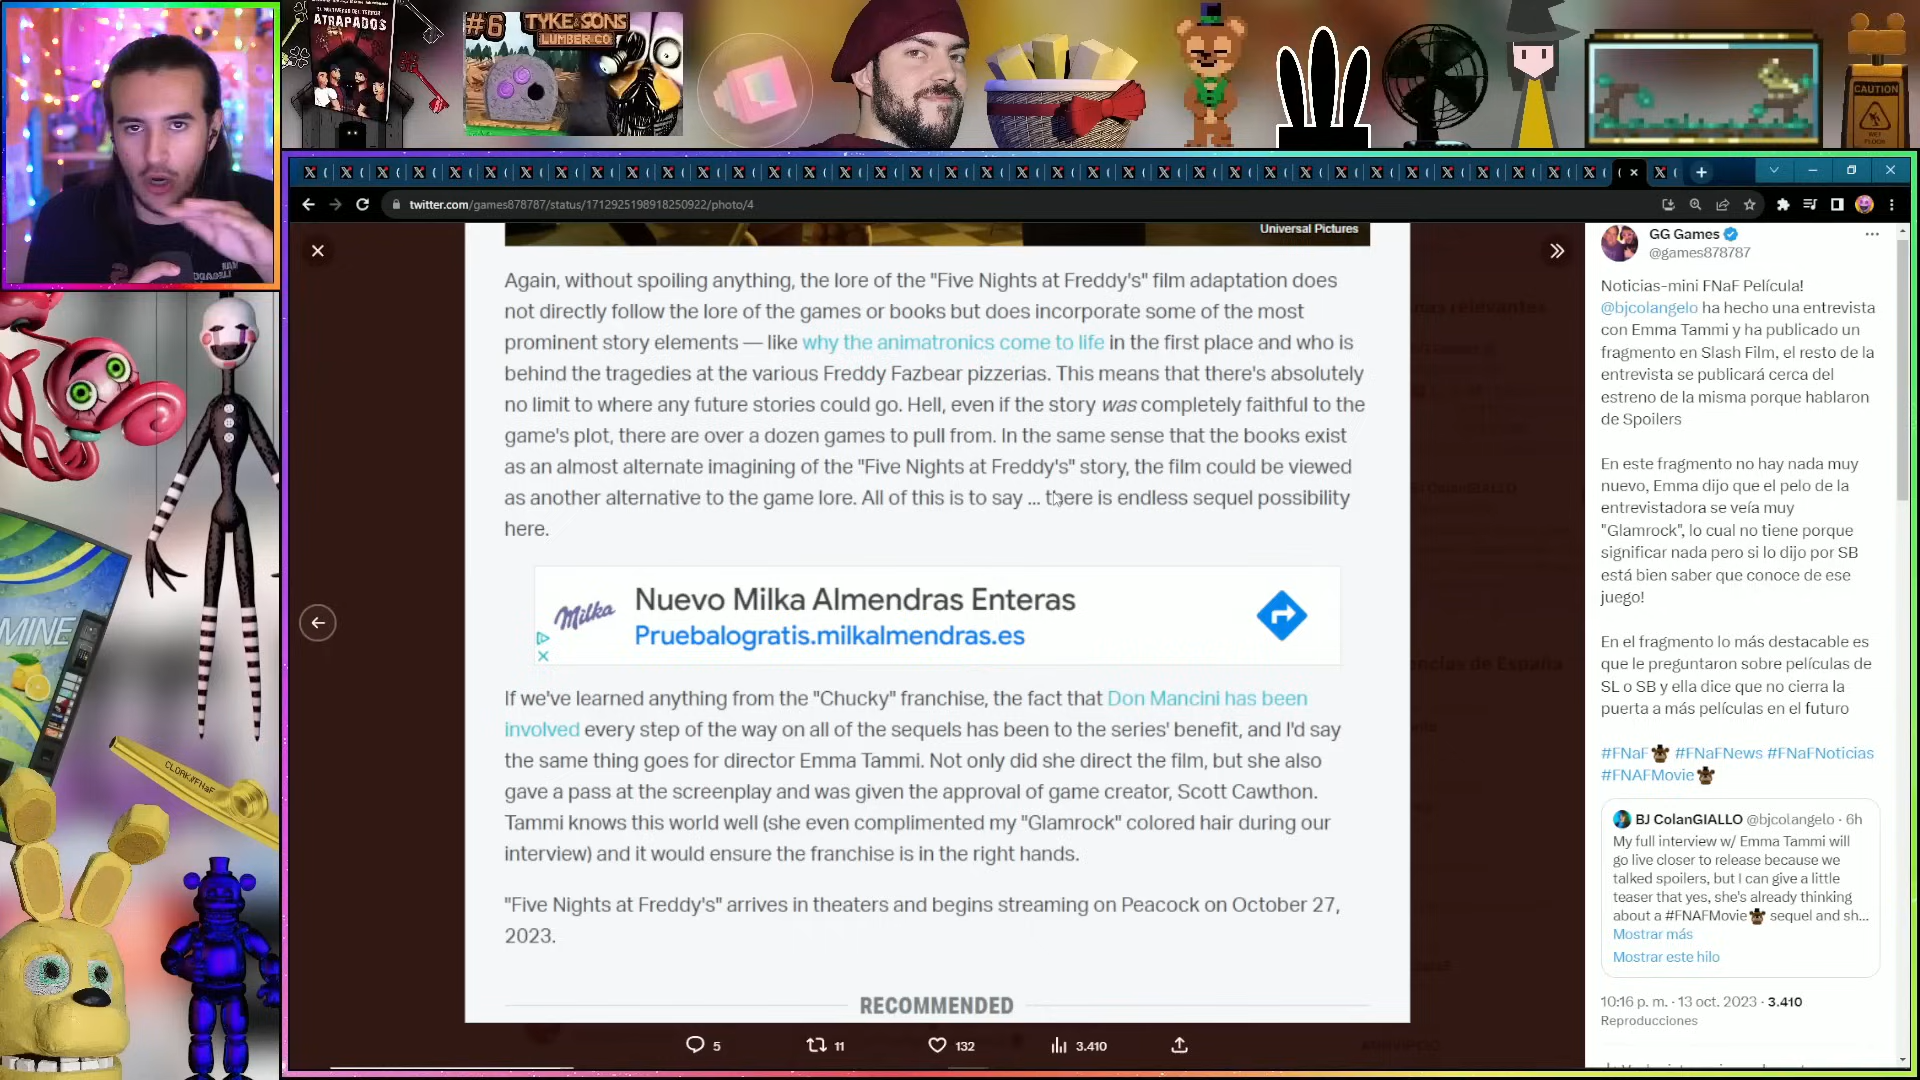 EL MULTIVERSO DEL TERROR
ATRAPADOS
#6
TYKE & SONS
LUMBER CO
CAUTION
WET
FLOOR
MINE
CLOAK//FNaF
twitter.com/games878787/status/1712925198918250922/photo/4
Universal Pictures
Again, without spoiling anything, the lore of the "Five Nights at Freddy's" film adaptation does
not directly follow the lore of the games or books but does incorporate some of the most
prominent story elements — like why the animatronics come to life in the first place and who is
behind the tragedies at the various Freddy Fazbear pizzerias. This means that there's absolutely
no limit to where any future stories could go. Hell, even if the story was completely faithful to the
game's plot, there are over a dozen games to pull from. In the same sense that the books exist
as an almost alternate imagining of the "Five Nights at Freddy's" story, the film could be viewed
as another alternative to the game lore. All of this is to say ... there is endless sequel possibility
here.
Milka
Nuevo Milka Almendras Enteras
Pruebalogratis.milkalmendras.es
If we've learned anything from the "Chucky" franchise, the fact that Don Mancini has been
involved every step of the way on all of the sequels has been to the series' benefit, and I'd say
the same thing goes for director Emma Tammi. Not only did she direct the film, but she also
gave a pass at the screenplay and was given the approval of game creator, Scott Cawthon.
Tammi knows this world well (she even complimented my "Glamrock" colored hair during our
interview) and it would ensure the franchise is in the right hands.
"Five Nights at Freddy's" arrives in theaters and begins streaming on Peacock on October 27,
2023.
RECOMMENDED
5
11
132
3.410
GG Games
@games878787
Noticias-mini FNaF Película!
@bjcolangelo ha hecho una entrevista
con Emma Tammi y ha publicado un
fragmento en Slash Film, el resto de la
entrevista se publicará cerca del
estreno de la misma porque hablaron
de Spoilers
En este fragmento no hay nada muy
nuevo, Emma dijo que el pelo de la
entrevistadora se veía muy
"Glamrock", lo cual no tiene porque
significar nada pero si lo dijo por SB
está bien saber que conoce de ese
juego!
En el fragmento lo más destacable es
que le preguntaron sobre películas de
SL o SB y ella dice que no cierra la
puerta a más películas en el futuro
#FNaF #FNaFNews #FNaFNoticias
#FNAFMovie
BJ ColanGIALLO @bjcolangelo · 6h
My full interview w/ Emma Tammi will
go live closer to release because we
talked spoilers, but I can give a little
teaser that yes, she's already thinking
about a #FNAFMovie sequel and sh...
Mostrar más
Mostrar este hilo
10:16 p. m. · 13 oct. 2023 · 3.410
Reproducciones